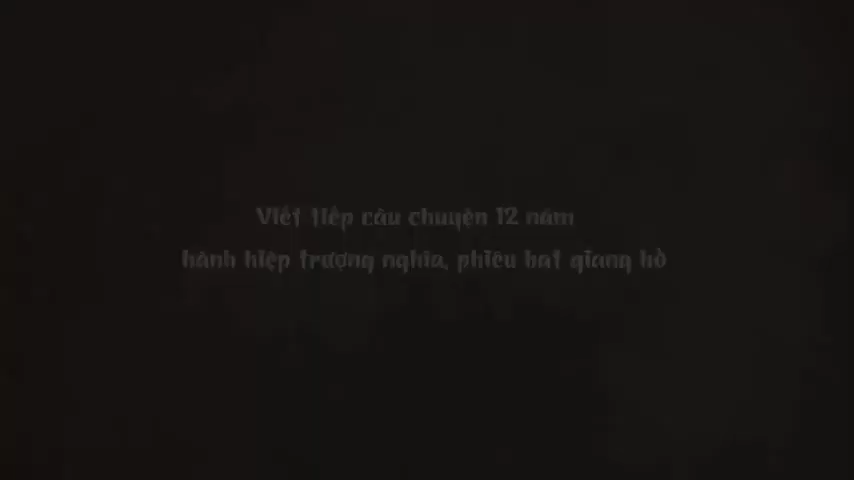 Viết tiếp câu chuyện 12 năm
hành hiệp trượng nghĩa, phiêu bạt giang hồ